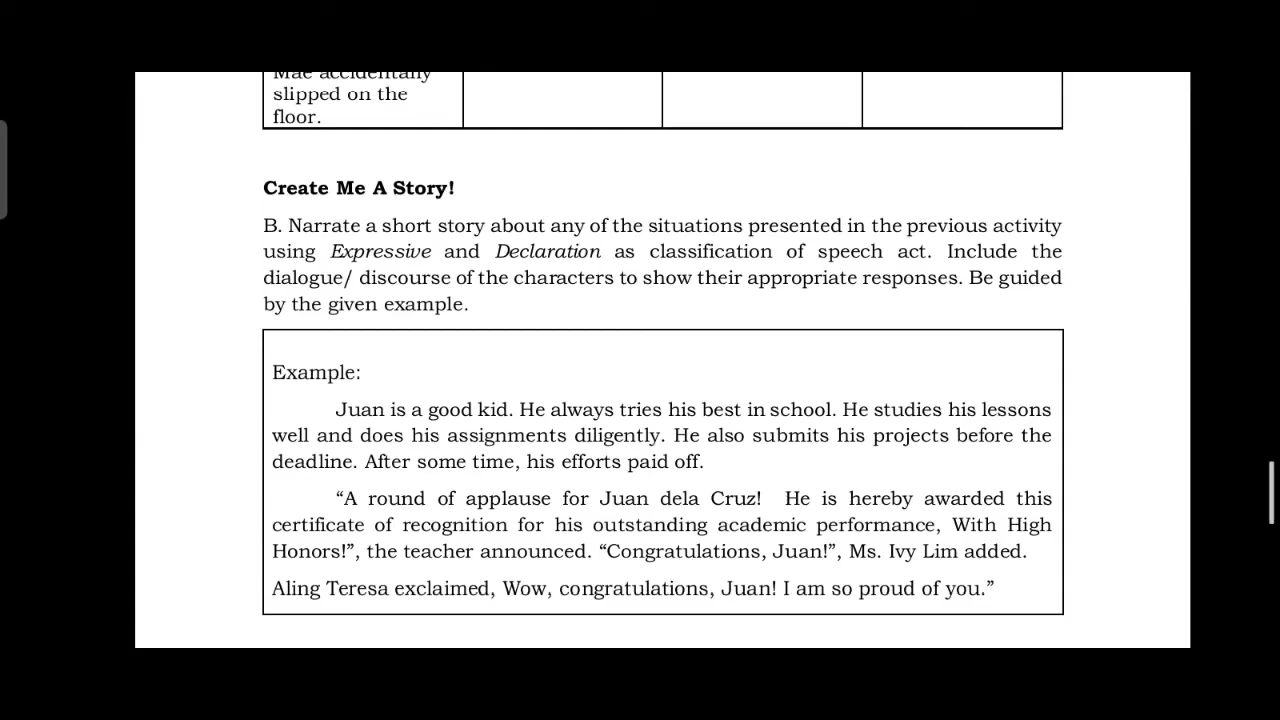 Mae accidentally
slipped on the
floor.
Create Me A Story!
B. Narrate a short story about any of the situations presented in the previous activity
using Expressive and Declaration as classification of speech act. Include the
dialogue/ discourse of the characters to show their appropriate responses. Be guided
by the given example.
Example:
Juan is a good kid. He always tries his best in school. He studies his lessons
well and does his assignments diligently. He also submits his projects before the
deadline. After some time, his efforts paid off.
“A round of applause for Juan dela Cruz! He is hereby awarded this
certificate of recognition for his outstanding academic performance, With High
Honors!”, the teacher announced. “Congratulations, Juan!”, Ms. Ivy Lim added.
Aling Teresa exclaimed, Wow, congratulations, Juan! I am so proud of you.”